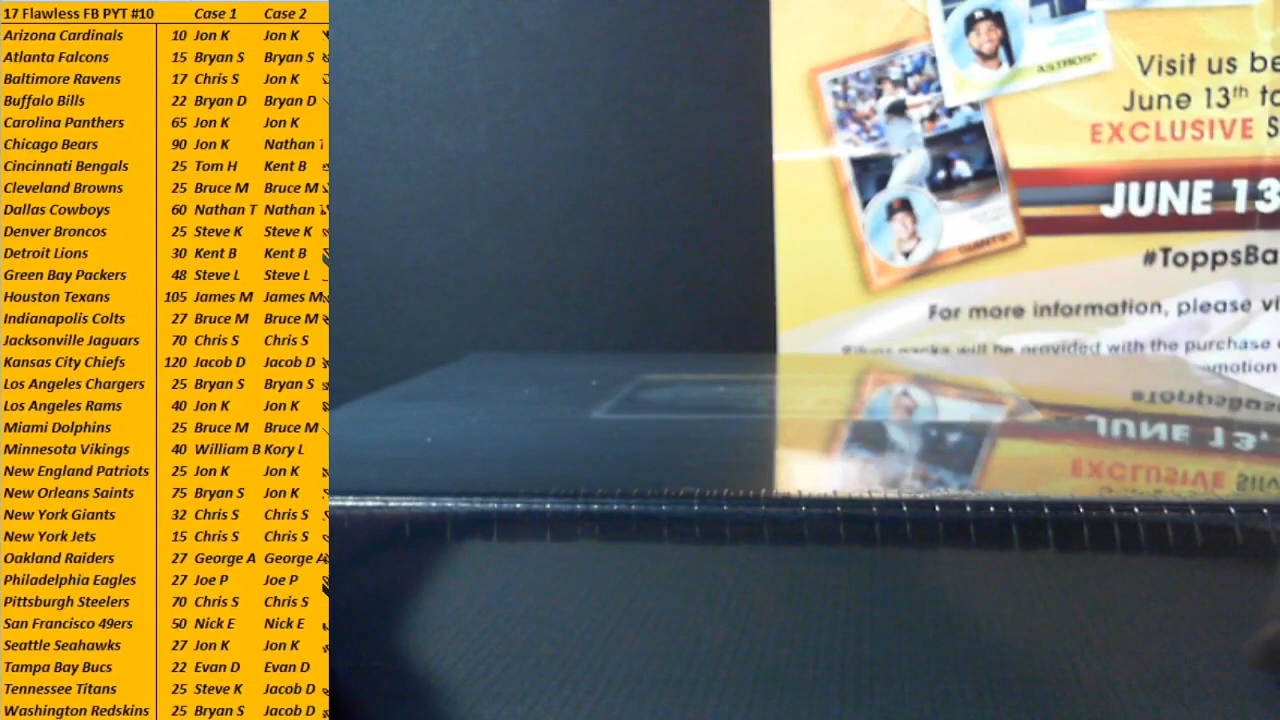 17 Flawless FB PYT #10 Case 1 Case 2
Arizona Cardinals 10 Jon K Jon K
Atlanta Falcons 15 Bryan S Bryan S
Baltimore Ravens 17 Chris S Jon K
Buffalo Bills 22 Bryan D Bryan D
Carolina Panthers 65 Jon K Jon K
Chicago Bears 90 Jon K Nathan T
Cincinnati Bengals 25 Tom H Kent B
Cleveland Browns 25 Bruce M Bruce M
Dallas Cowboys 60 Nathan T Nathan T
Denver Broncos 25 Steve K Steve K
Detroit Lions 30 Kent B Kent B
Green Bay Packers 48 Steve L Steve L
Houston Texans 105 James M James M
Indianapolis Colts 27 Bruce M Bruce M
Jacksonville Jaguars 70 Chris S Chris S
Kansas City Chiefs 120 Jacob D Jacob D
Los Angeles Chargers 25 Bryan S Bryan S
Los Angeles Rams 40 Jon K Jon K
Miami Dolphins 25 Bruce M Bruce M
Minnesota Vikings 40 William B Kory L
New England Patriots 25 Jon K Jon K
New Orleans Saints 75 Bryan S Jon K
New York Giants 32 Chris S Chris S
New York Jets 15 Chris S Chris S
Oakland Raiders 27 George A George A
Philadelphia Eagles 27 Joe P Joe P
Pittsburgh Steelers 70 Chris S Chris S
San Francisco 49ers 50 Nick E Nick E
Seattle Seahawks 27 Jon K Jon K
Tampa Bay Bucs 22 Evan D Evan D
Tennessee Titans 25 Steve K Jacob D
Washington Redskins 25 Bryan S Jacob D
ASTROS
Visit us be
June 13th to
EXCLUSIVE S
GIANTS
JUNE 13
#ToppsBa
For more information, please vi
packs will be provided with the purchase
motion